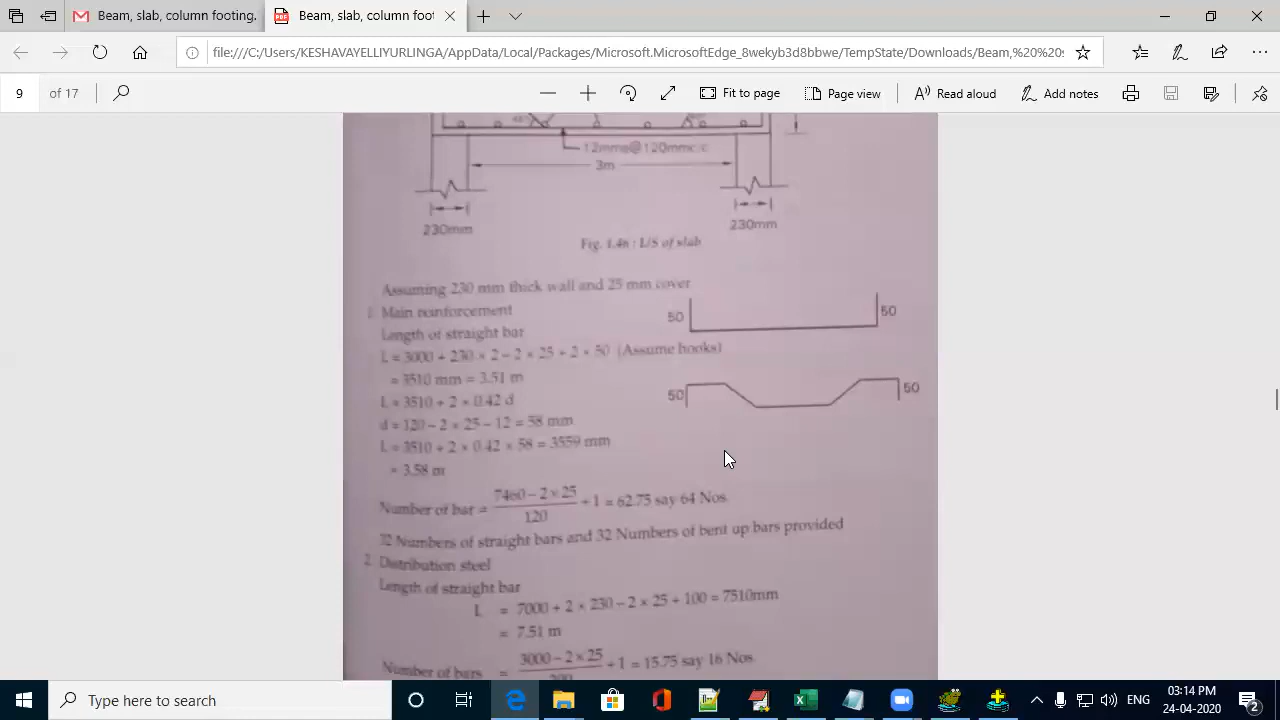 Beam, slab, column footing.
Beam, slab, column foot
file:///C:/Users/KESHAVAYELLIYURLINGA/AppData/Local/Packages/Microsoft.MicrosoftEdge_8wekyb3d8bbwe/TempState/Downloads/Beam,%20%20s
9 of 17
Fit to page
Page view
Read aloud
Add notes
12mmø@120mmc/c
3m
230mm
230mm
Fig. 1.48 : L/S of slab
Assuming 230 mm thick wall and 25 mm cover
1. Main reinforcement
Length of straight bar
L = 3000 + 230 × 2 – 2 × 25 + 2 × 50 (Assume hooks)
50
50
= 3510 mm = 3.51 m
L = 3510 + 2 × 0.42 d
50
50
d = 120 – 2 × 25 – 12 = 58 mm
L = 3510 + 2 × 0.42 × 58 = 3559 mm
= 3.58 m
Number of bar = 7460 – 2 × 25 / 120 + 1 = 62.75 say 64 Nos.
32 Numbers of straight bars and 32 Numbers of bent up bars provided
2. Distribution steel
Length of straight bar
L = 7000 + 2 × 230 – 2 × 25 + 100 = 7510mm
= 7.51 m
Number of bars = 3000 – 2 × 25 / 200 + 1 = 15.75 say 16 Nos.
Type here to search
ENG
03:14 PM
24-04-2020
2